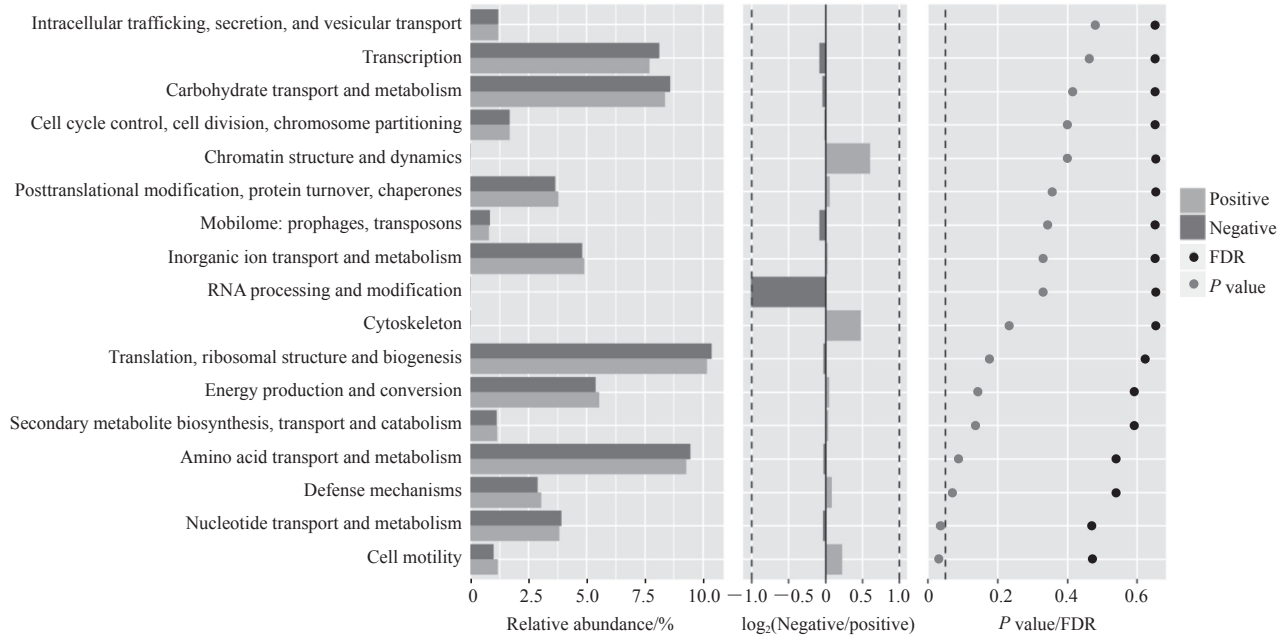 Intracellular trafficking, secretion, and vesicular transport
Transcription
Carbohydrate transport and metabolism
Cell cycle control, cell division, chromosome partitioning
Chromatin structure and dynamics
Posttranslational modification, protein turnover, chaperones
Mobilome: prophages, transposons
Inorganic ion transport and metabolism
RNA processing and modification
Cytoskeleton
Translation, ribosomal structure and biogenesis
Energy production and conversion
Secondary metabolite biosynthesis, transport and catabolism
Amino acid transport and metabolism
Defense mechanisms
Nucleotide transport and metabolism
Cell motility
Positive
Negative
FDR
P value
0 2.5 5.0 7.5 10.0
Relative abundance/%
−1.0 −0.5 0 0.5 1.0
log₂(Negative/positive)
0 0.2 0.4 0.6
P value/FDR